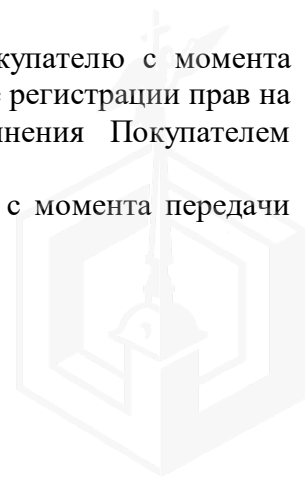 купателю с момента
регистрации прав на
нения Покупателем
с момента передачи